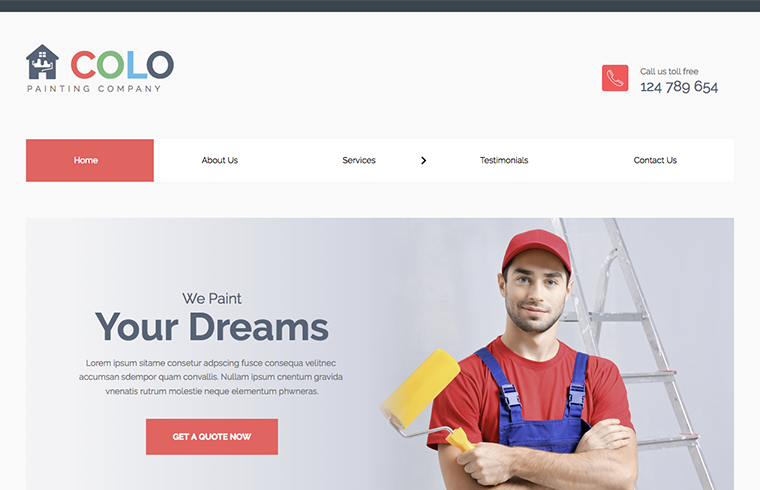 COLO
PAINTING COMPANY
Call us toll free
124 789 654
Home
About Us
Services
Testimonials
Contact Us
We Paint
Your Dreams
Lorem ipsum sitame consetur adpscing fusce consequa velitnec
accumsan sdempor quam convallis. Nullam ipsum cnentum gravida
vnenatis rutrum molestie neque elementum phwneras.
GET A QUOTE NOW